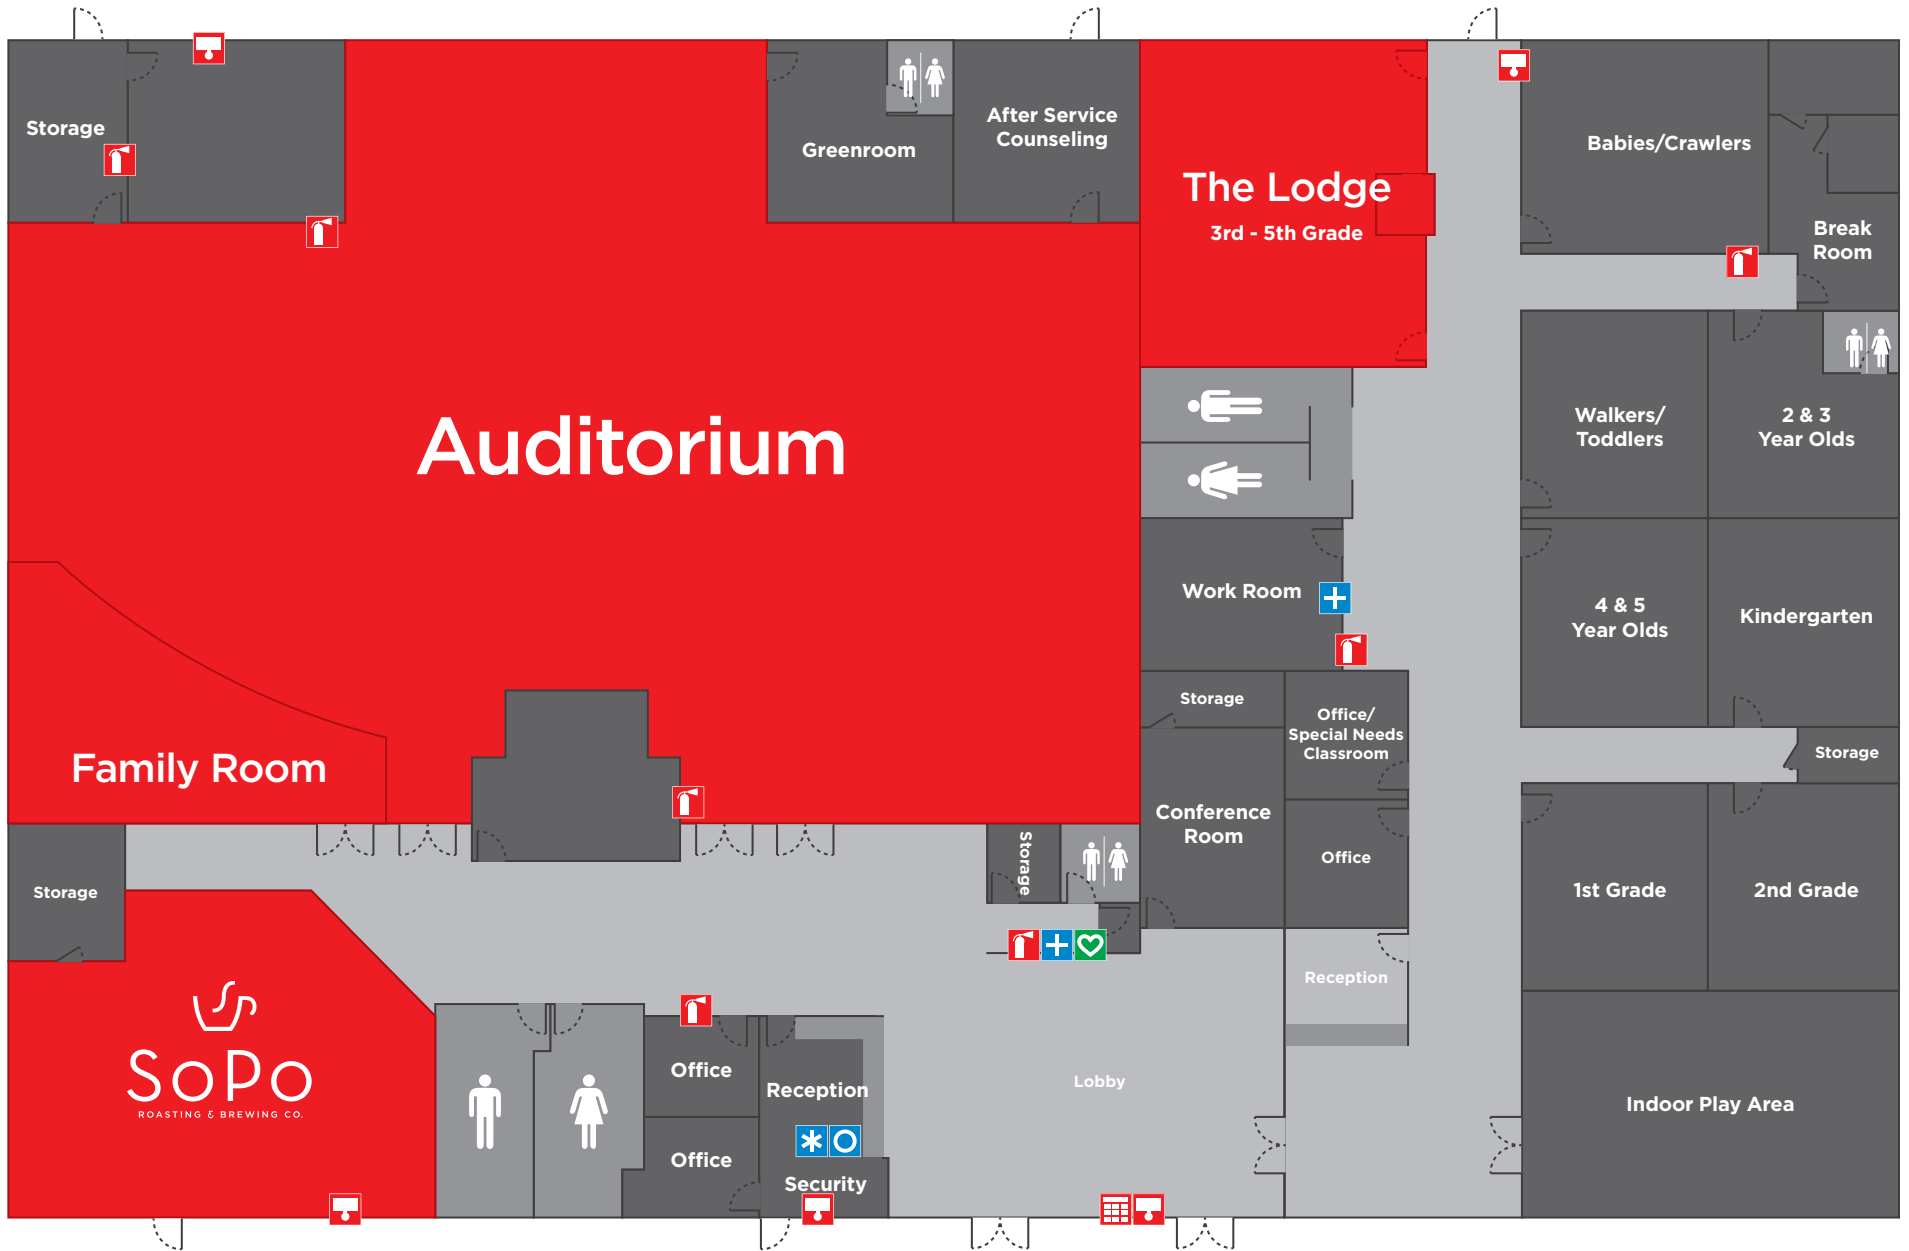 Storage
Greenroom
After Service
Counseling
The Lodge
3rd - 5th Grade
Babies/Crawlers
Break
Room
Auditorium
Walkers/
Toddlers
2 & 3
Year Olds
Work Room
4 & 5
Year Olds
Kindergarten
Storage
Office/
Special Needs
Classroom
Family Room
Storage
Conference
Room
Office
Storage
Storage
1st Grade
2nd Grade
Reception
SoPo
ROASTING & BREWING CO.
Office
Reception
Lobby
Indoor Play Area
Office
Security